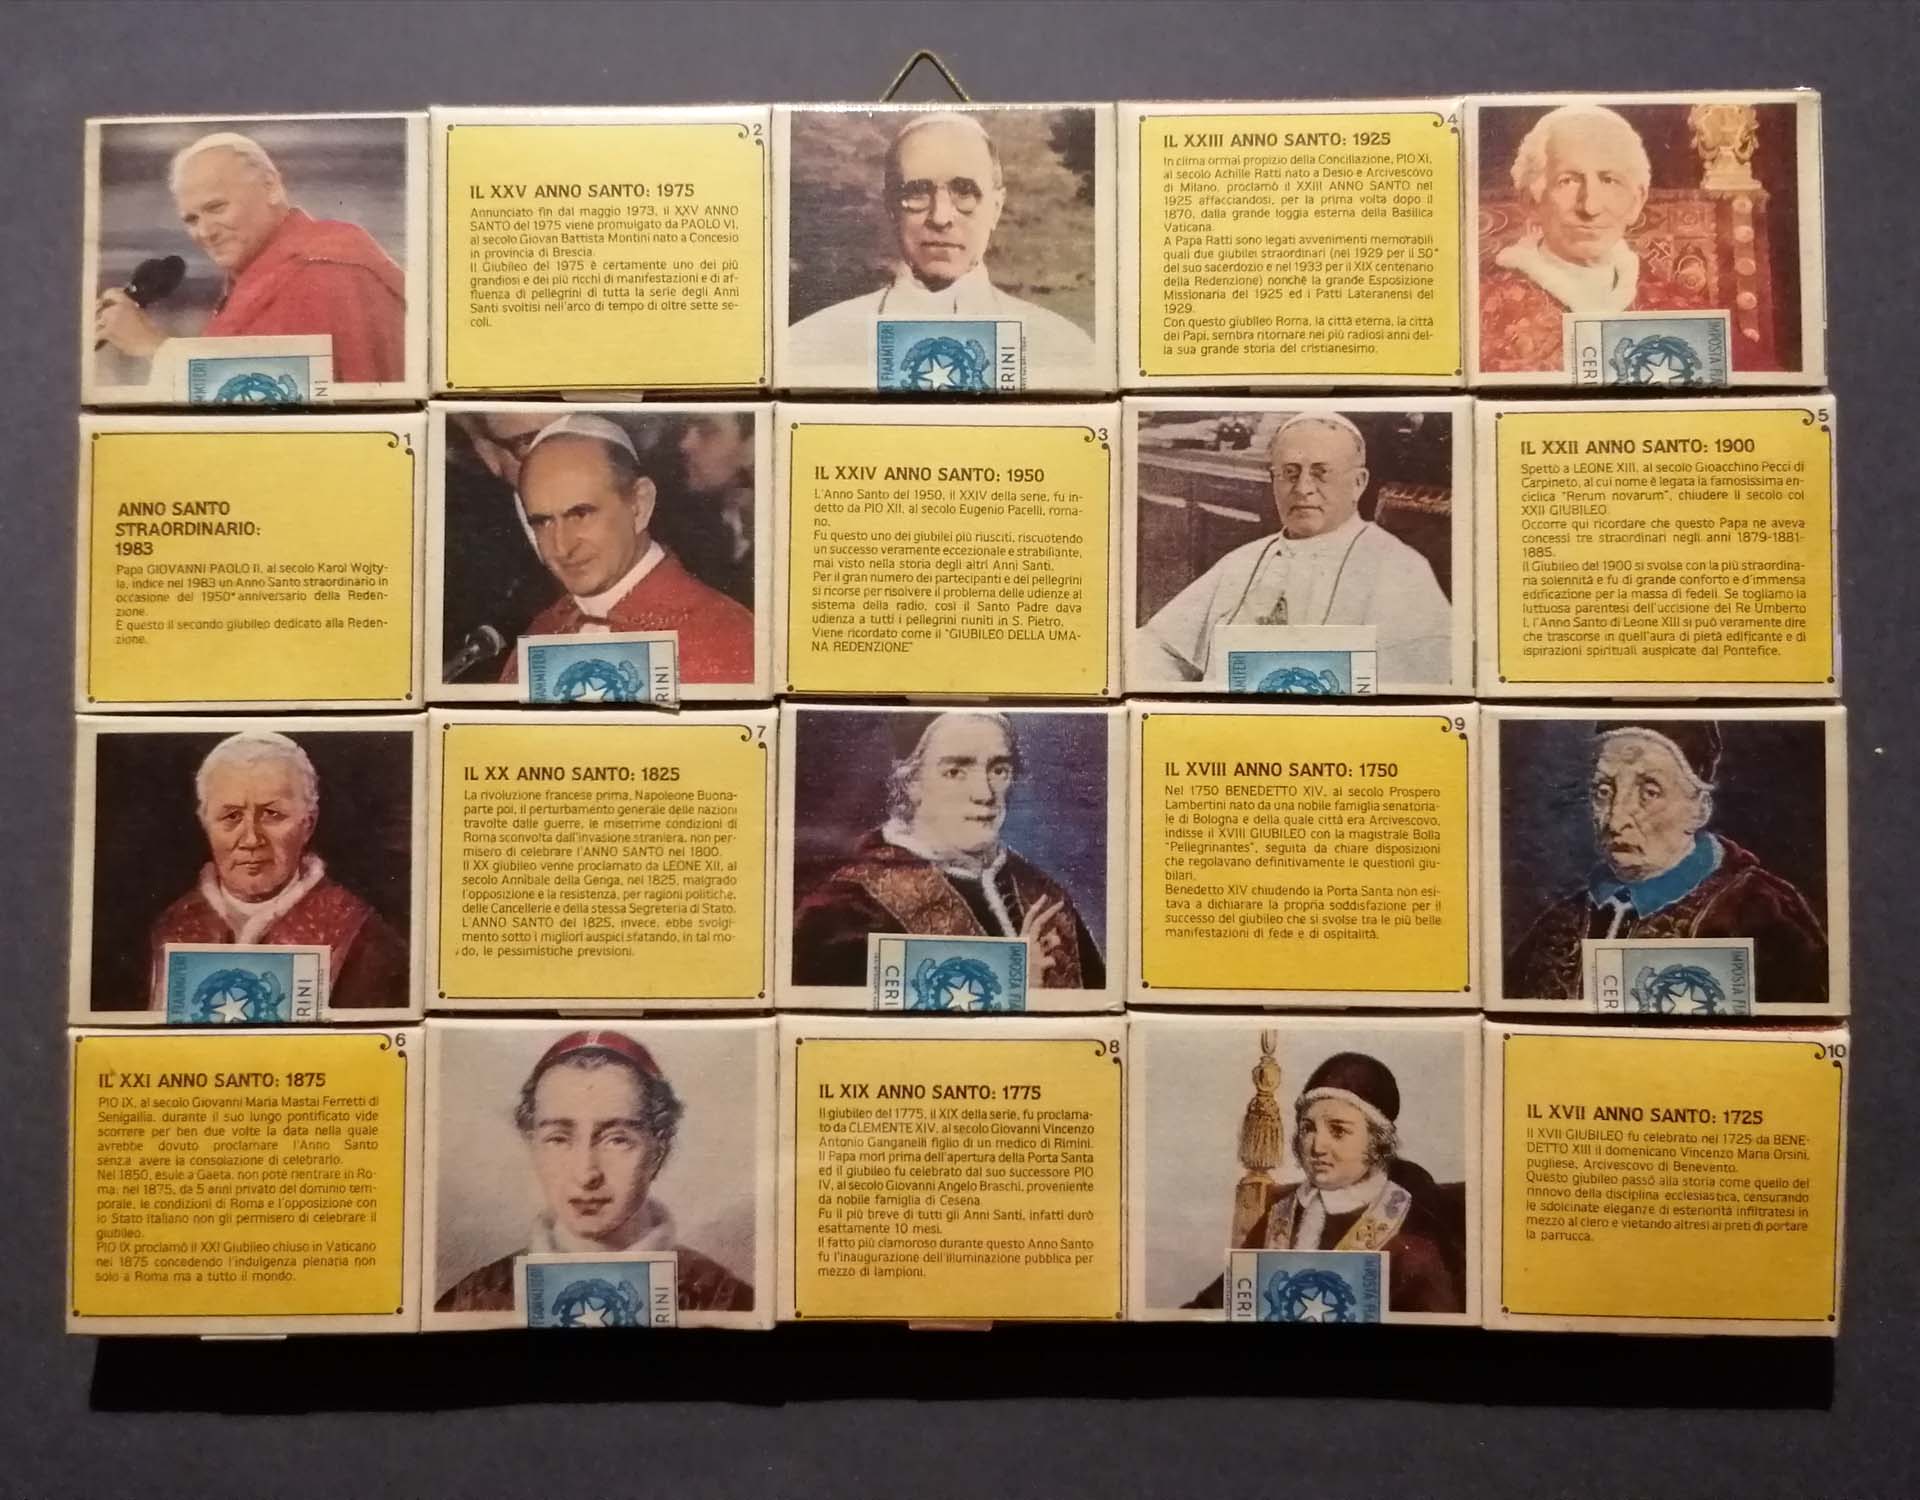 2
IL XXV ANNO SANTO: 1975
Annunciato fin dal maggio 1973, il XXV ANNO
SANTO del 1975 viene promulgato da PAOLO VI,
al secolo Giovan Battista Montini nato a Concesio
in provincia di Brescia.
Il Giubileo del 1975 è certamente uno dei più
grandiosi e dei più ricchi di manifestazioni e di af-
fluenza di pellegrini di tutta la serie degli Anni
Santi svoltisi nell'arco di tempo di oltre sette se-
coli.
4
IL XXIII ANNO SANTO: 1925
In clima ormai propizio della Conciliazione, PIO XI,
al secolo Achille Ratti nato a Desio e Arcivescovo
di Milano, proclamò il XXIII ANNO SANTO nel
1925 affacciandosi, per la prima volta dopo il
1870, dalla grande loggia esterna della Basilica
Vaticana.
A Papa Ratti sono legati avvenimenti memorabili
quali due giubilei straordinari (nel 1929 per il 50°
del suo sacerdozio e nel 1933 per il XIX centenario
della Redenzione) nonchè la grande Esposizione
Missionaria del 1925 ed i Patti Lateranensi del
1929.
Con questo giubileo Roma, la città eterna, la città
dei Papi, sembra ritornare nei più radiosi anni del-
la sua grande storia del cristianesimo.
MMIFERI
NI
FIAMMIFERI
ERINI
CERI
IMPOSTA FIA
1
ANNO SANTO
STRAORDINARIO:
1983
Papa GIOVANNI PAOLO II, al secolo Karol Wojty-
la, indice nel 1983 un Anno Santo straordinario in
occasione del 1950° anniversario della Reden-
zione.
È questo il secondo giubileo dedicato alla Reden-
zione.
3
IL XXIV ANNO SANTO: 1950
L'Anno Santo del 1950, il XXIV della serie, fu in-
detto da PIO XII, al secolo Eugenio Pacelli, roma-
no.
Fu questo uno dei giubilei più riusciti, riscuotendo
un successo veramente eccezionale e strabiliante,
mai visto nella storia degli altri Anni Santi.
Per il gran numero dei partecipanti e dei pellegrini
si ricorse per risolvere il problema delle udienze al
sistema della radio, così il Santo Padre dava
udienza a tutti i pellegrini riuniti in S. Pietro.
Viene ricordato come il "GIUBILEO DELLA UMA-
NA REDENZIONE"
5
IL XXII ANNO SANTO: 1900
Spettò a LEONE XIII, al secolo Gioacchino Pecci di
Carpineto, al cui nome è legata la famosissima en-
ciclica "Rerum novarum", chiudere il secolo col
XXII GIUBILEO.
Occorre qui ricordare che questo Papa ne aveva
concessi tre straordinari negli anni 1879-1881-
1885.
Il Giubileo del 1900 si svolse con la più straordina-
ria solennità e fu di grande conforto e d'immensa
edificazione per la massa di fedeli. Se togliamo la
luttuosa parentesi dell'uccisione del Re Umberto
I, l'Anno Santo di Leone XIII si può veramente dire
che trascorse in quell'aura di pietà edificante e di
ispirazioni spirituali auspicate dal Pontefice.
FIAMMIFERI
RINI
FIAMMIFERI
NI
7
IL XX ANNO SANTO: 1825
La rivoluzione francese prima, Napoleone Buona-
parte poi, il perturbamento generale delle nazioni
travolte dalle guerre, le miserrime condizioni di
Roma sconvolta dall'invasione straniera, non per-
misero di celebrare l'ANNO SANTO nel 1800.
Il XX giubileo venne proclamato da LEONE XII, al
secolo Annibale della Genga, nel 1825, malgrado
l'opposizione e la resistenza, per ragioni politiche,
delle Cancellerie e della stessa Segreteria di Stato.
L'ANNO SANTO del 1825, invece, ebbe svolgi-
mento sotto i migliori auspici sfatando, in tal mo-
do, le pessimistiche previsioni.
9
IL XVIII ANNO SANTO: 1750
Nel 1750 BENEDETTO XIV, al secolo Prospero
Lambertini nato da una nobile famiglia senatoria-
le di Bologna e della quale città era Arcivescovo,
indisse il XVIII GIUBILEO con la magistrale Bolla
"Pellegrinantes", seguita da chiare disposizioni
che regolavano definitivamente le questioni giu-
bilari.
Benedetto XIV chiudendo la Porta Santa non esi-
tava a dichiarare la propria soddisfazione per il
successo del giubileo che si svolse tra le più belle
manifestazioni di fede e di ospitalità.
FIAMMIFERI
ERINI
CERI
IMPOSTA FI
CER
IMPOSTA FI
6
IL XXI ANNO SANTO: 1875
PIO IX, al secolo Giovanni Maria Mastai Ferretti di
Senigallia, durante il suo lungo pontificato vide
scorrere per ben due volte la data nella quale
avrebbe dovuto proclamare l'Anno Santo
senza avere la consolazione di celebrarlo.
Nel 1850, esule a Gaeta, non potè rientrare in Ro-
ma; nel 1875, da 5 anni privato del dominio tem-
porale, le condizioni di Roma e l'opposizione con
lo Stato italiano non gli permisero di celebrare il
giubileo.
PIO IX proclamò il XXI Giubileo chiuso in Vaticano
nel 1875 concedendo l'indulgenza plenaria non
solo a Roma ma a tutto il mondo.
8
IL XIX ANNO SANTO: 1775
Il giubileo del 1775, il XIX della serie, fu proclama-
to da CLEMENTE XIV, al secolo Giovanni Vincenzo
Antonio Ganganelli figlio di un medico di Rimini.
Il Papa morì prima dell'apertura della Porta Santa
ed il giubileo fu celebrato dal suo successore PIO
IV, al secolo Giovanni Angelo Braschi, proveniente
da nobile famiglia di Cesena.
Fu il più breve di tutti gli Anni Santi, infatti durò
esattamente 10 mesi.
Il fatto più clamoroso durante questo Anno Santo
fu l'inaugurazione dell'illuminazione pubblica per
mezzo di lampioni.
10
IL XVII ANNO SANTO: 1725
Il XVII GIUBILEO fu celebrato nel 1725 da BENE-
DETTO XIII il domenicano Vincenzo Maria Orsini,
pugliese, Arcivescovo di Benevento.
Questo giubileo passò alla storia come quello del
rinnovo della disciplina ecclesiastica, censurando
le sdolcinate eleganze di esteriorità infiltratesi in
mezzo al clero e vietando altresì ai preti di portare
la parrucca.
RINI
CERI
IMPOSTA FIA